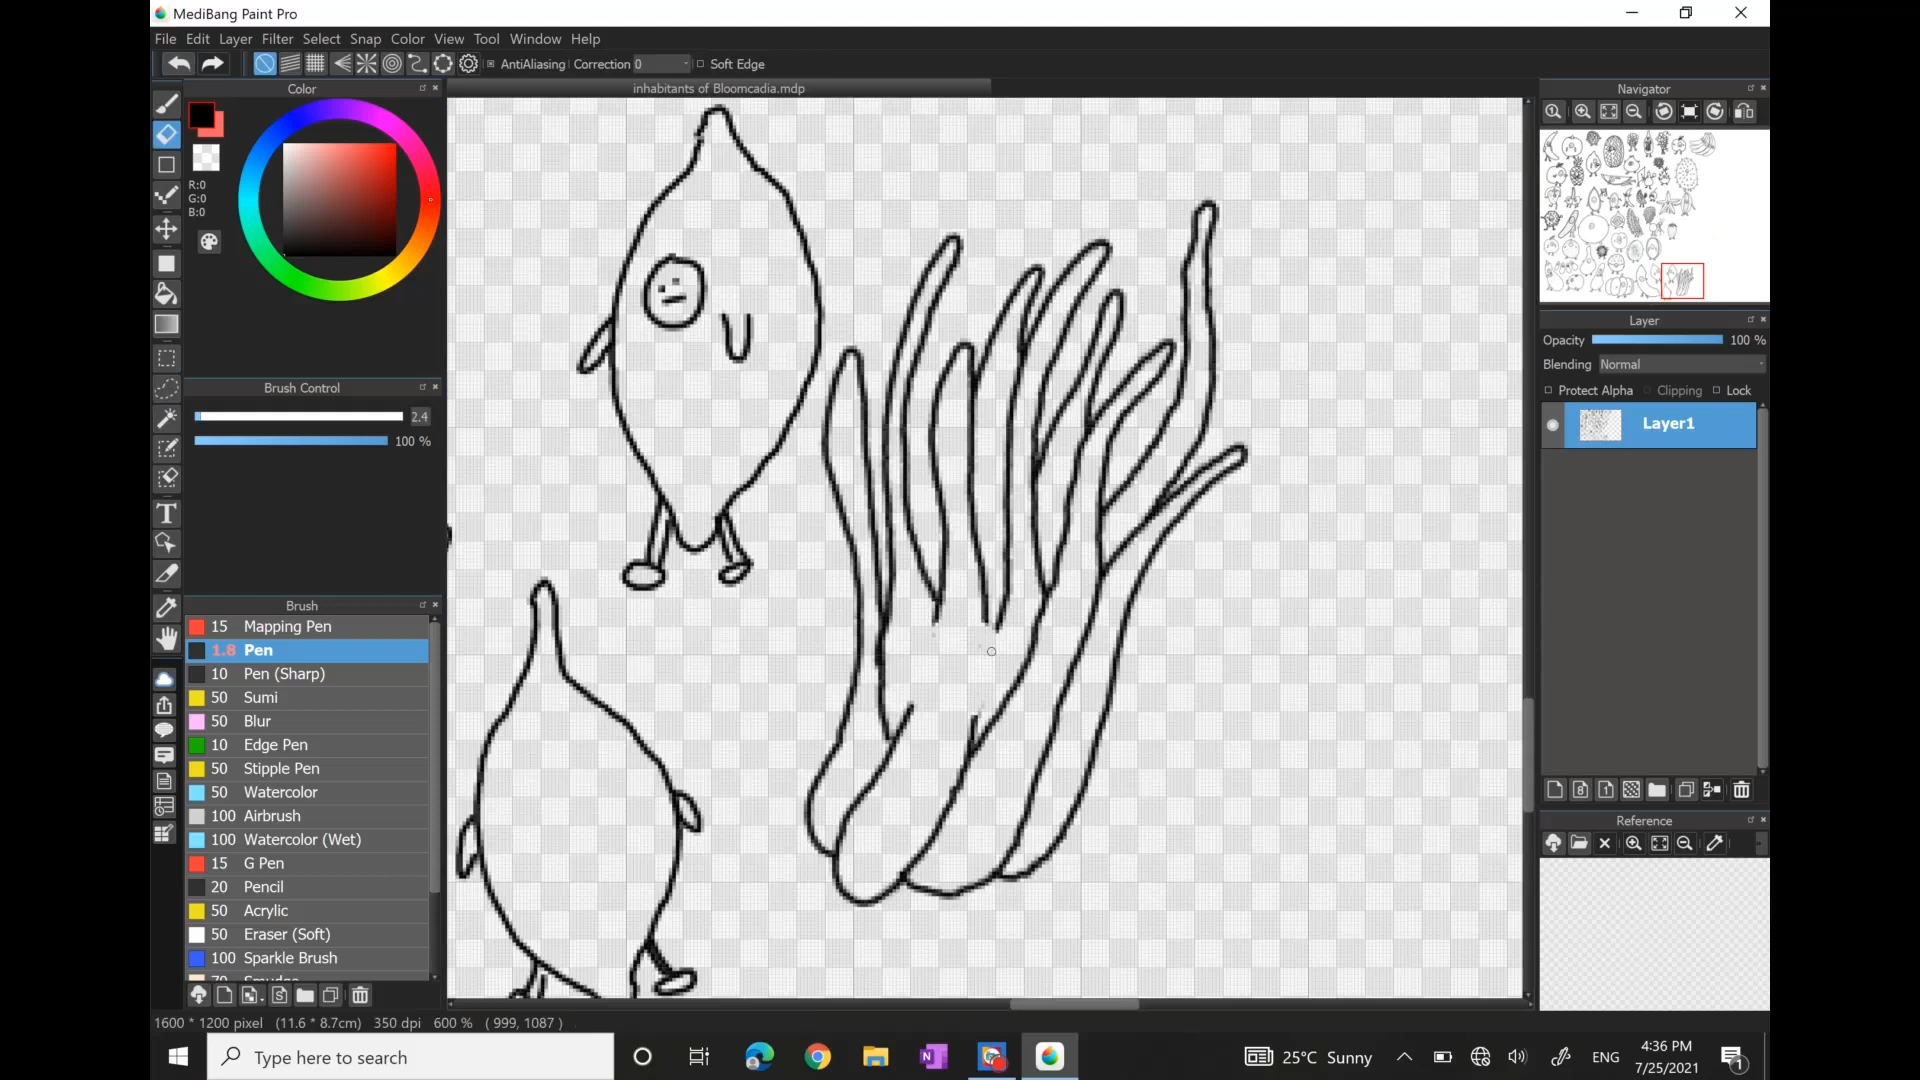 MediBang Paint Pro
File Edit Layer Filter Select Snap Color View Tool Window Help
AntiAliasing Correction 0 Soft Edge
Color
inhabitants of Bloomcadia.mdp
Navigator
R:0
G:0
B:0
Layer
Opacity 100 %
Blending Normal
Protect Alpha Clipping Lock
Layer1
Brush Control
2.4
100 %
Brush
15 Mapping Pen
1.8 Pen
10 Pen (Sharp)
50 Sumi
50 Blur
10 Edge Pen
50 Stipple Pen
50 Watercolor
100 Airbrush
100 Watercolor (Wet)
15 G Pen
20 Pencil
50 Acrylic
50 Eraser (Soft)
100 Sparkle Brush
Reference
1600 * 1200 pixel (11.6 * 8.7cm) 350 dpi 600 % ( 999, 1087 )
Type here to search
25°C Sunny
ENG
4:36 PM
7/25/2021
1